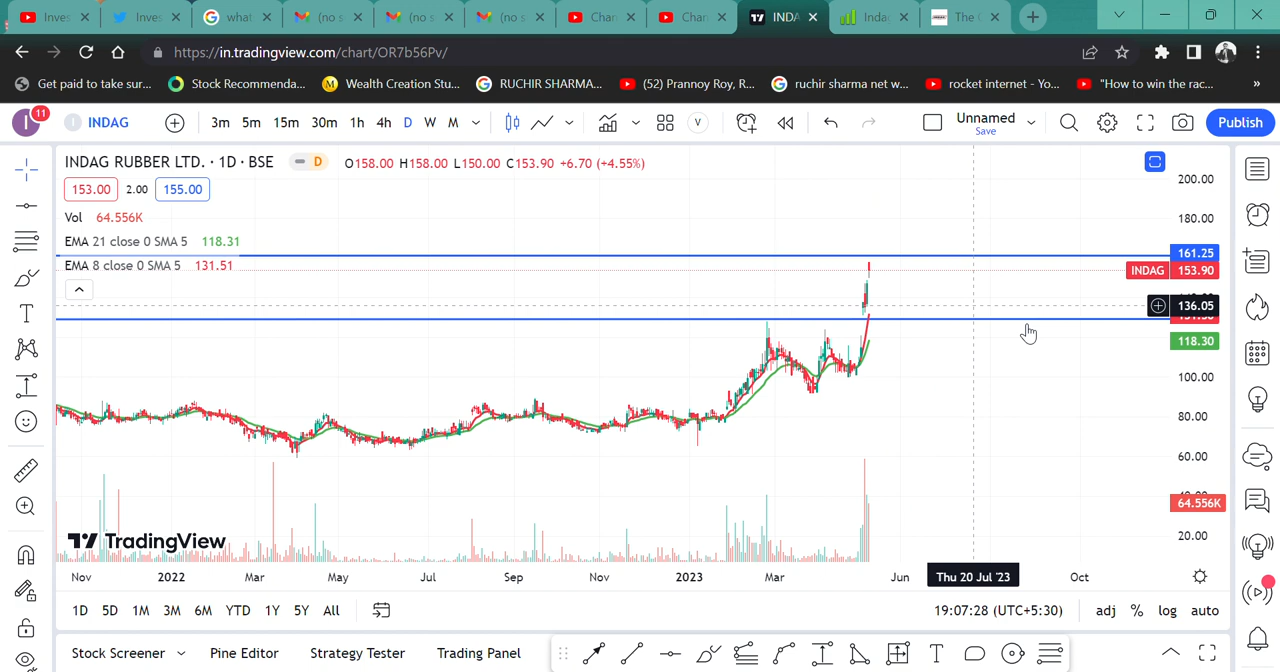 Inves
Inves
what
(no s
(no s
(no s
Chan
Chan
INDA
Indag
The C
https://in.tradingview.com/chart/OR7b56Pv/
Get paid to take sur...
Stock Recommenda...
Wealth Creation Stu...
RUCHIR SHARMA...
(52) Prannoy Roy, R...
ruchir sharma net w...
rocket internet - Yo...
"How to win the rac...
»
I
11
I
INDAG
3m 5m 15m 30m 1h 4h D W M
V
Unnamed
Save
Publish
INDAG RUBBER LTD. · 1D · BSE
D
O158.00 H158.00 L150.00 C153.90 +6.70 (+4.55%)
153.00 2.00 155.00
Vol 64.556K
EMA 21 close 0 SMA 5 118.31
EMA 8 close 0 SMA 5 131.51
200.00
180.00
161.25
INDAG 153.90
136.05
118.30
100.00
80.00
60.00
64.556K
20.00
TradingView
Nov 2022 Mar May Jul Sep Nov 2023 Mar Jun Thu 20 Jul '23 Oct
1D 5D 1M 3M 6M YTD 1Y 5Y All
19:07:28 (UTC+5:30)
adj % log auto
Stock Screener
Pine Editor
Strategy Tester
Trading Panel